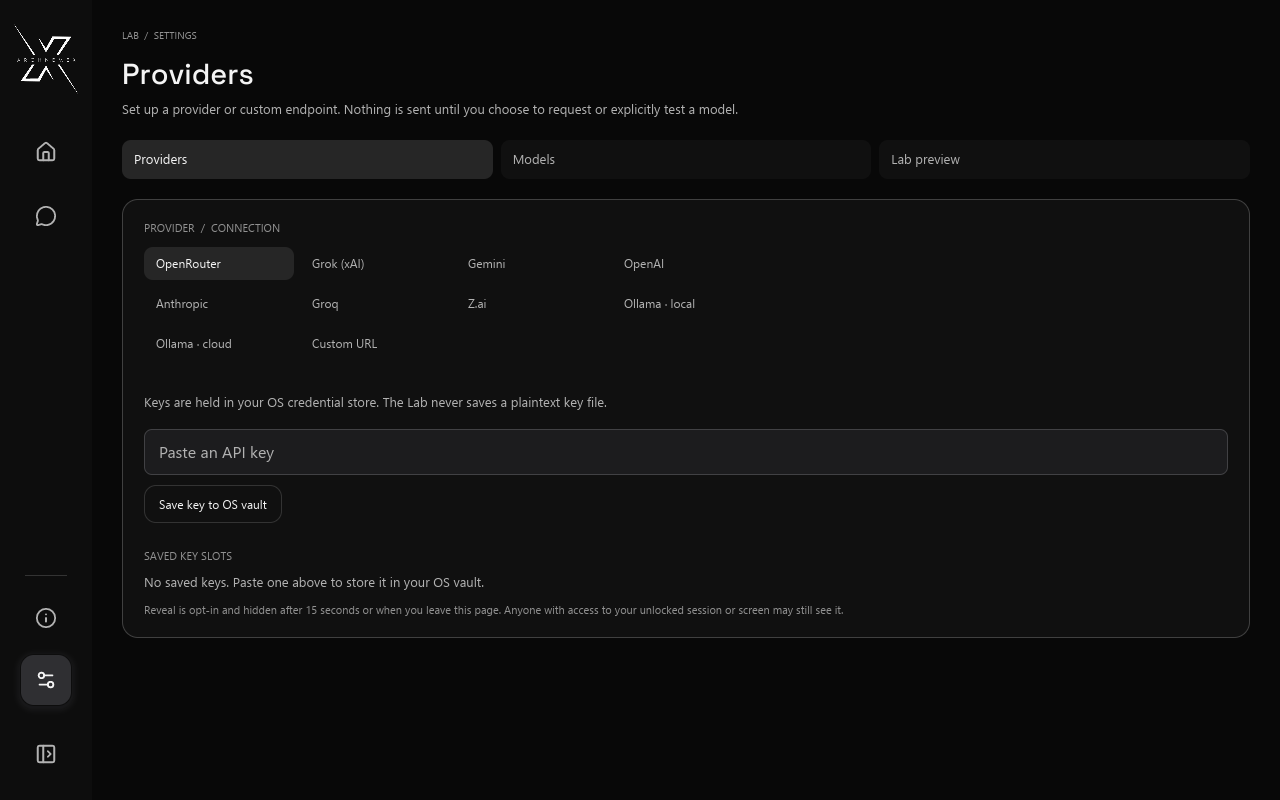 LAB / SETTINGS
Providers
Set up a provider or custom endpoint. Nothing is sent until you choose to request or explicitly test a model.
Providers
Models
Lab preview
PROVIDER / CONNECTION
OpenRouter
Grok (xAI)
Gemini
OpenAI
Anthropic
Groq
Z.ai
Ollama · local
Ollama · cloud
Custom URL
Keys are held in your OS credential store. The Lab never saves a plaintext key file.
Paste an API key
Save key to OS vault
SAVED KEY SLOTS
No saved keys. Paste one above to store it in your OS vault.
Reveal is opt-in and hidden after 15 seconds or when you leave this page. Anyone with access to your unlocked session or screen may still see it.